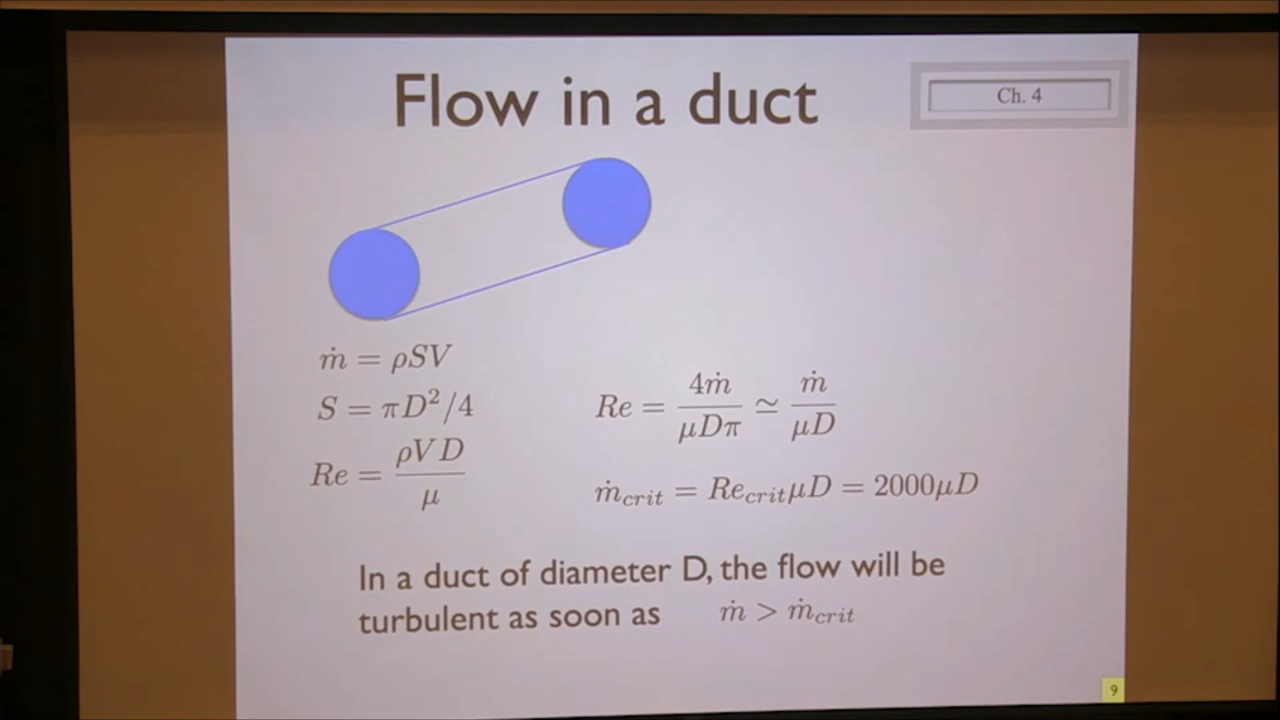 Flow in a duct
Ch. 4
ṁ = ρSV
S = πD²/4
Re = ρVD/μ
Re = 4ṁ/μDπ ≃ ṁ/μD
ṁ_crit = Re_crit μD = 2000μD
In a duct of diameter D, the flow will be
turbulent as soon as ṁ > ṁ_crit
9